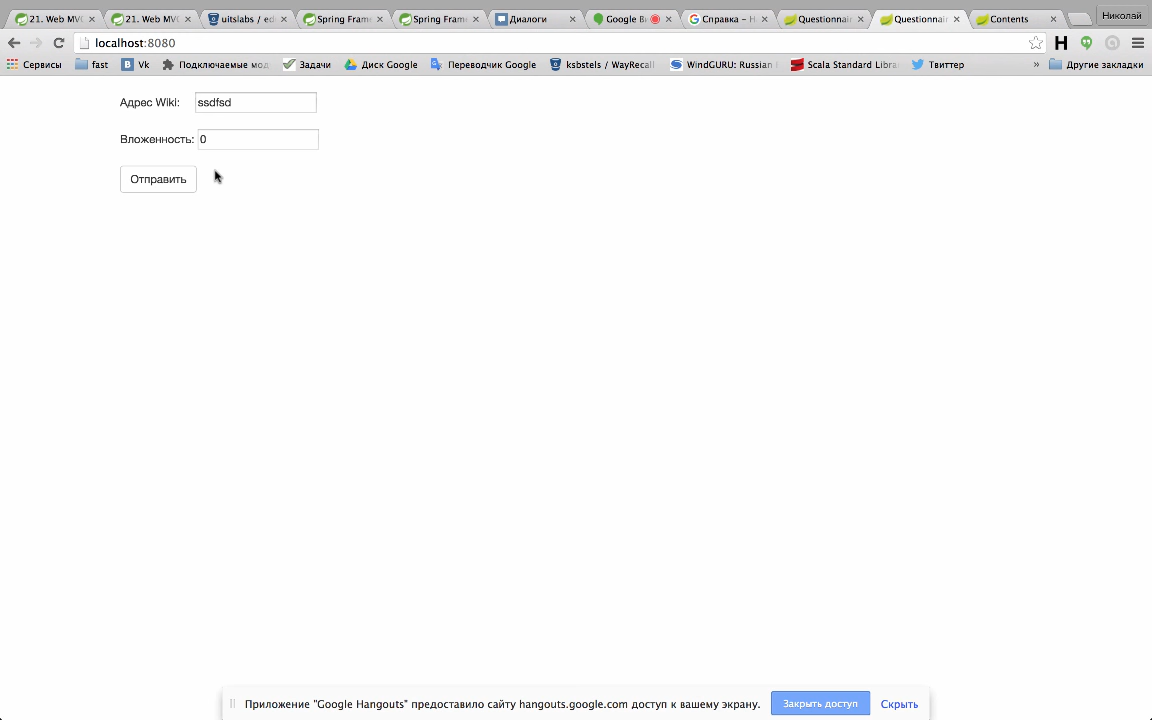 21. Web MV
21. Web MV
uitslabs / ed
Spring Fram
Spring Fram
Диалоги
Google Ви
Справка – H
Questionnai
Questionnai
Contents
Николай
localhost:8080
Сервисы
fast
Vk
Подключаемые мод
Задачи
Диск Google
Переводчик Google
ksbstels / WayRecall
WindGURU: Russian
Scala Standard Libra
Твиттер
»
Другие закладки
Адрес Wiki: ssdfsd
Вложенность: 0
Отправить
Приложение "Google Hangouts" предоставило сайту hangouts.google.com доступ к вашему экрану. Закрыть доступ Скрыть